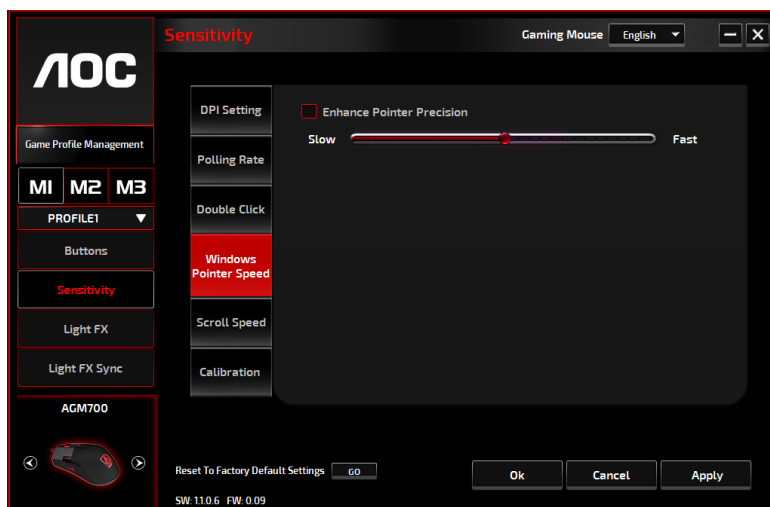 AOC
Sensitivity
Gaming Mouse English
Game Profile Management
M1 M2 M3
PROFILE1
Buttons
Sensitivity
Light FX
Light FX Sync
AGM700
DPI Setting
Polling Rate
Double Click
Windows
Pointer Speed
Scroll Speed
Calibration
Enhance Pointer Precision
Slow Fast
Reset To Factory Default Settings GO
SW: 1.1.0.6 FW: 0.09
Ok Cancel Apply